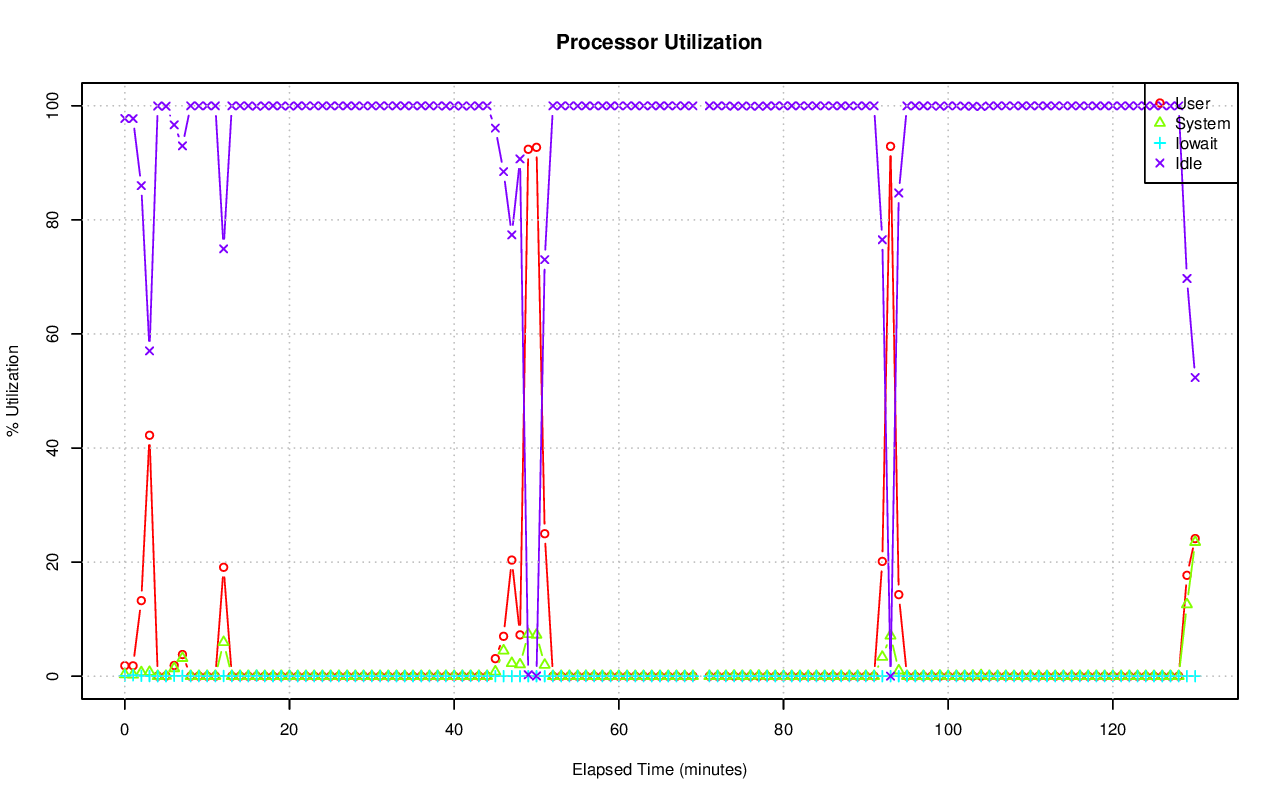 Processor Utilization
% Utilization
100
80
60
40
20
0
User
System
Iowait
Idle
0 20 40 60 80 100 120
Elapsed Time (minutes)